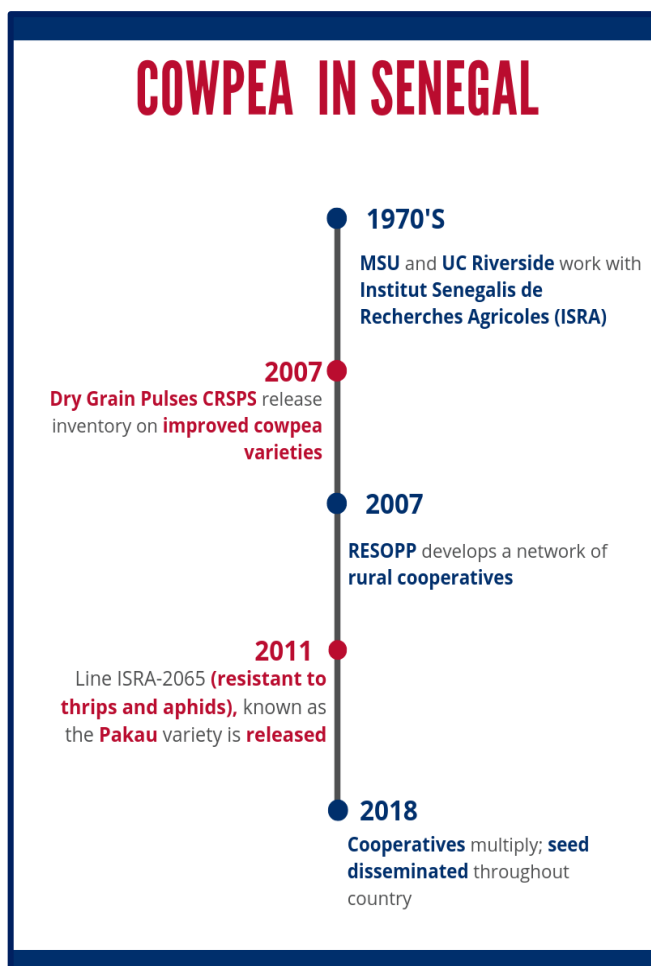 COWPEA IN SENEGAL
1970'S
MSU and UC Riverside work with
Institut Senegalis de
Recherches Agricoles (ISRA)
2007
Dry Grain Pulses CRSPS release
inventory on improved cowpea
varieties
2007
RESOPP develops a network of
rural cooperatives
2011
Line ISRA-2065 (resistant to
thrips and aphids), known as
the Pakau variety is released
2018
Cooperatives multiply; seed
disseminated throughout
country